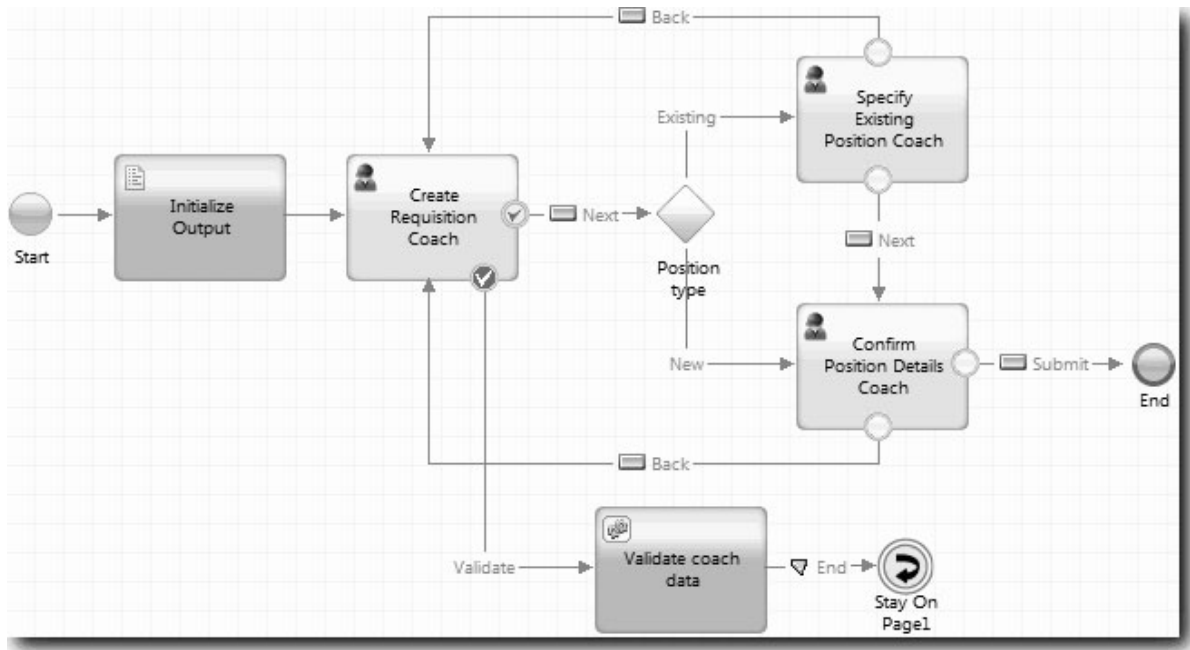 Back
Specify
Existing
Position Coach
Existing
Initialize
Output
Create
Requisition
Coach
Next
Start
Next
Position
type
Confirm
Position Details
Coach
New
Submit
End
Back
Validate
Validate coach
data
End
Stay On
Page1